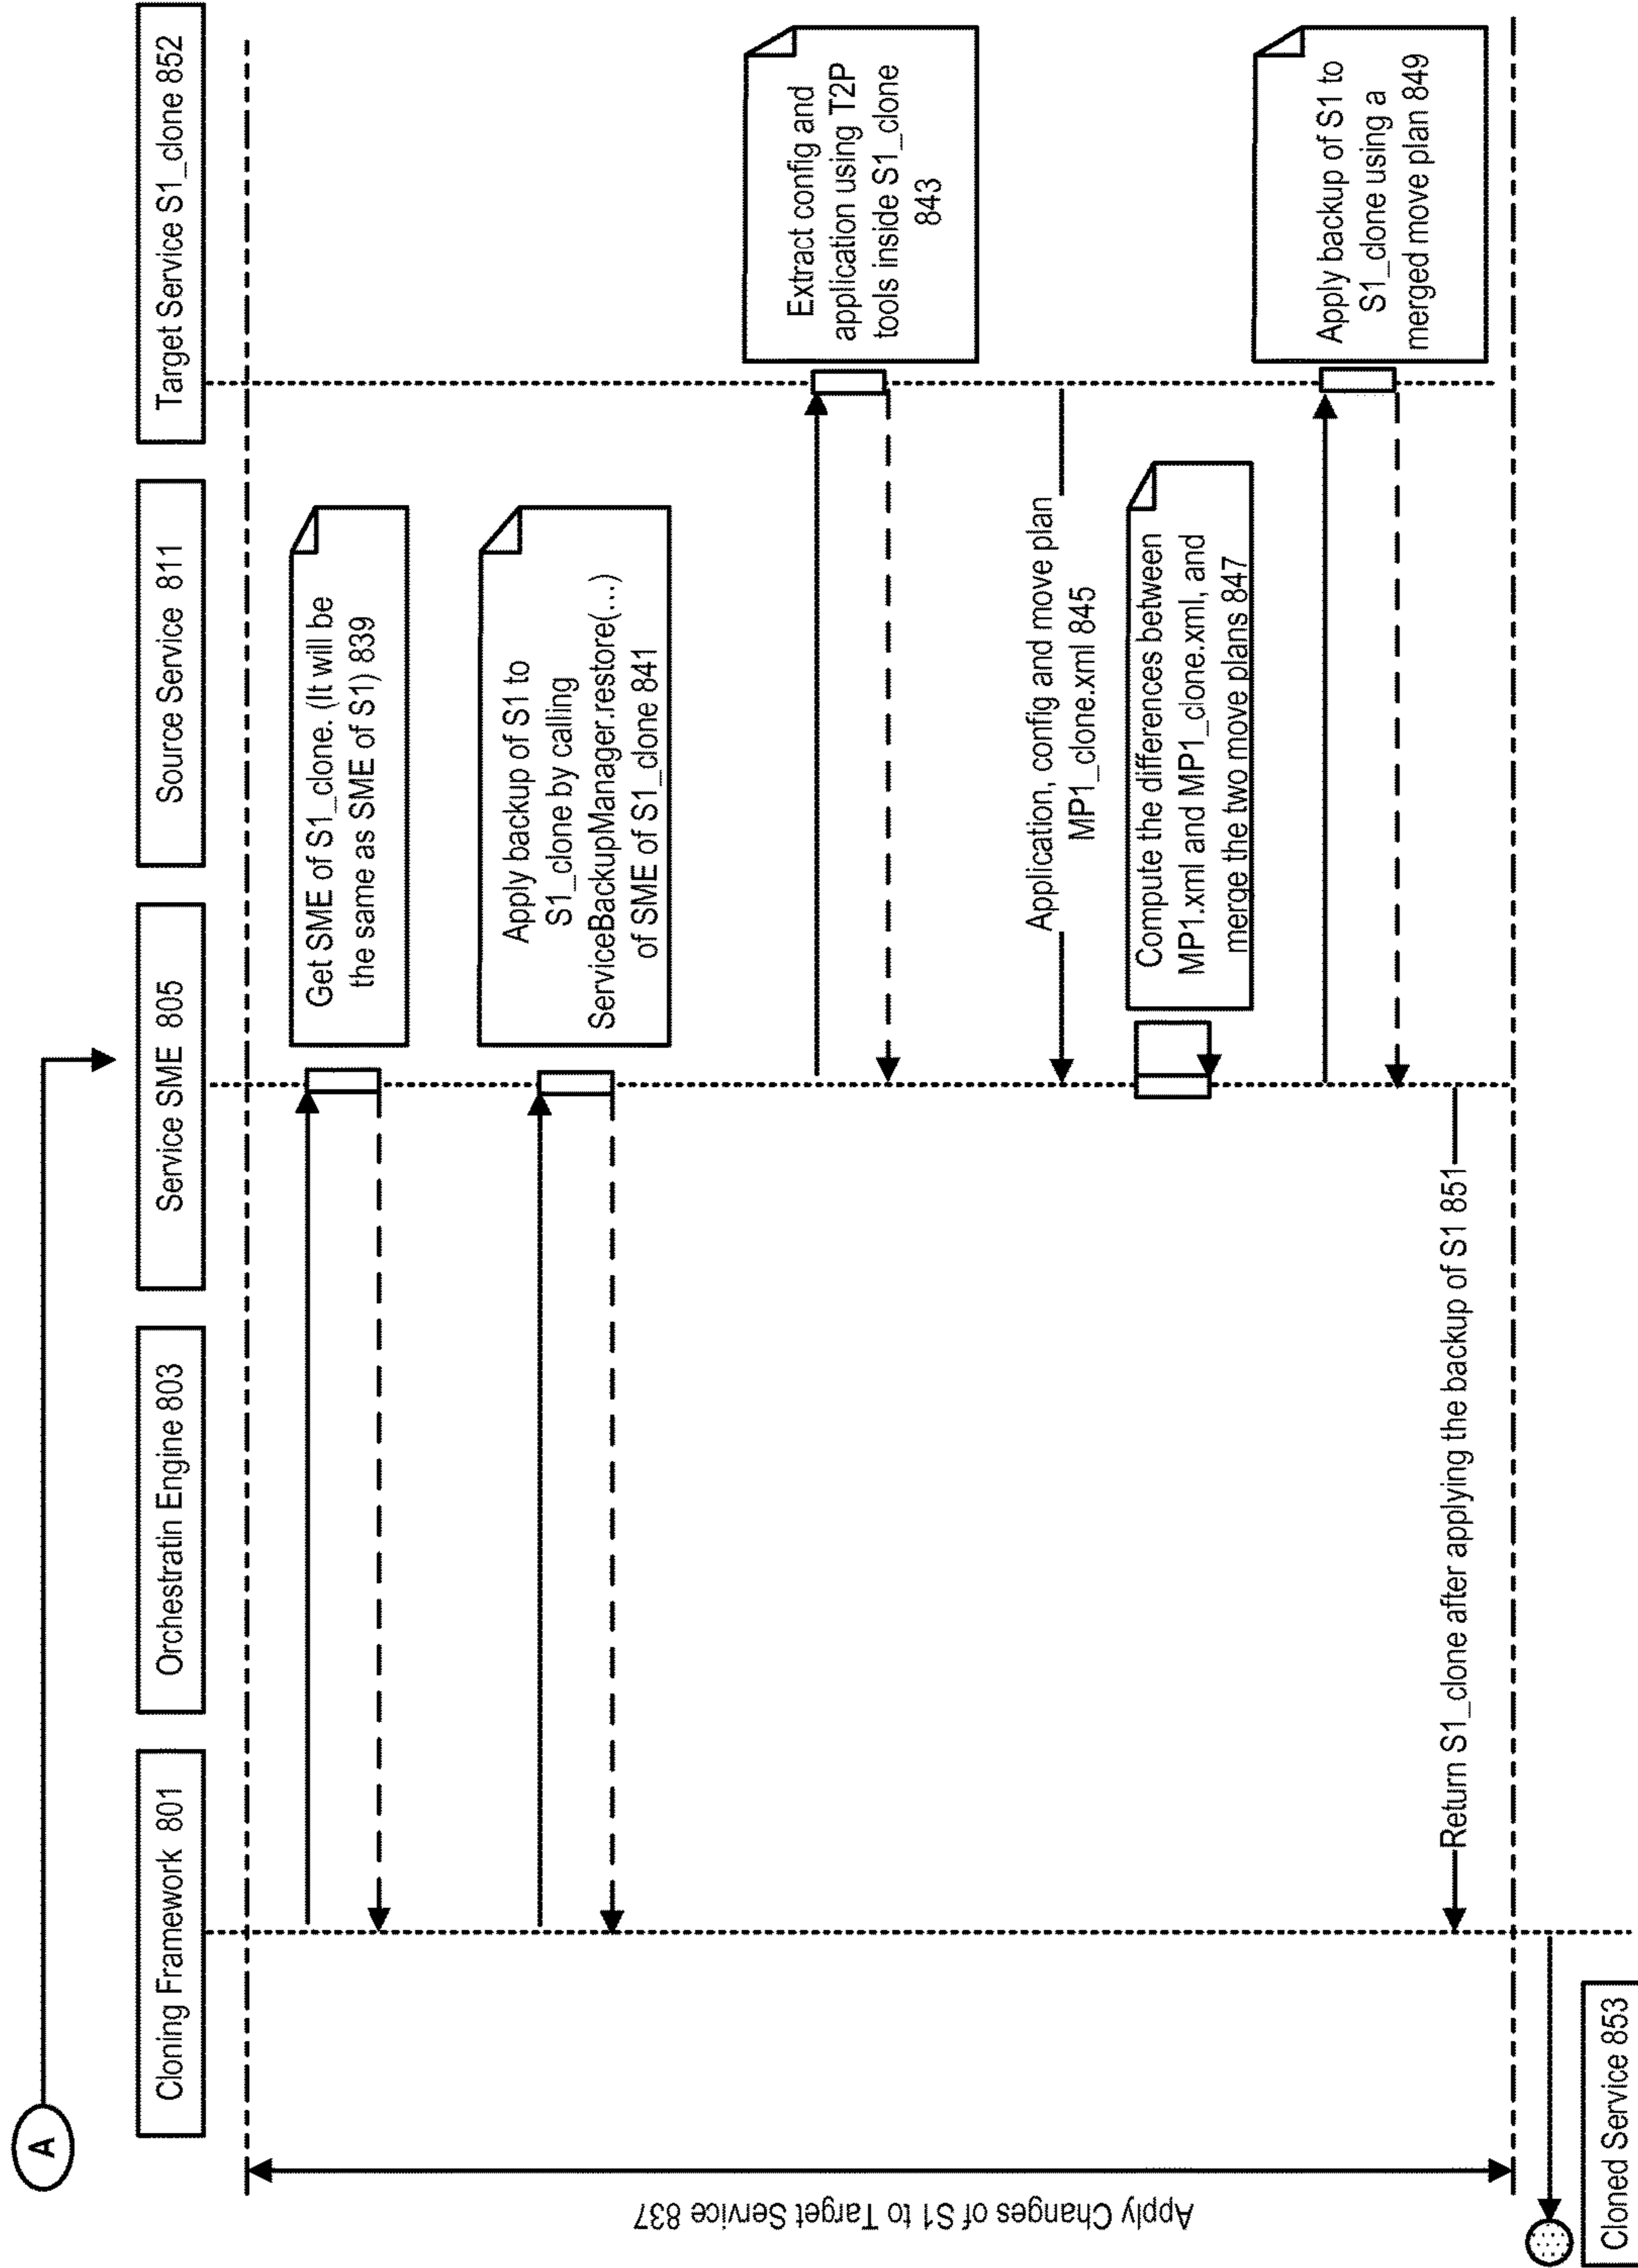 A
Cloning Framework 801
Orchestratin Engine 803
Service SME 805
Source Service 811
Target Service S1_clone 852
Get SME of S1_clone. (It will be
the same as SME of S1) 839
Apply backup of S1 to
S1_clone by calling
ServiceBackupManager.restore(...)
of SME of S1_clone 841
Extract config and
application using T2P
tools inside S1_clone
843
Application, config and move plan
MP1_clone.xml 845
Compute the differences between
MP1.xml and MP1_clone.xml, and
merge the two move plans 847
Apply backup of S1 to
S1_clone using a
merged move plan 849
Return S1_clone after applying the backup of S1 851
Apply Changes of S1 to Target Service 837
Cloned Service 853